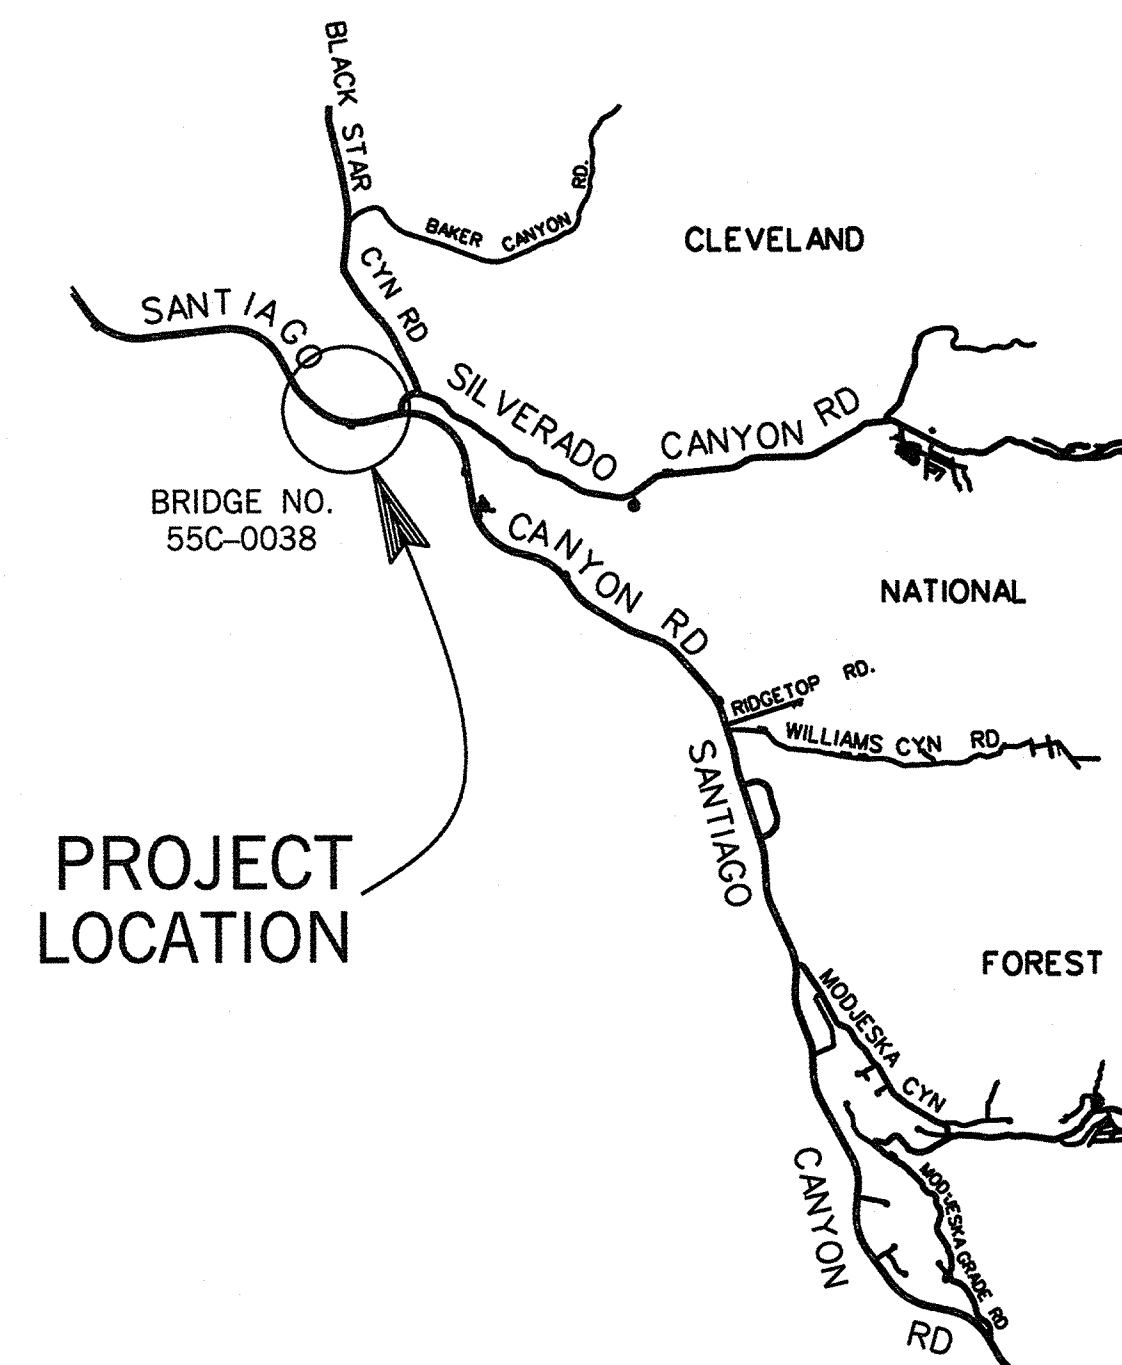 BLACK STAR
CYN RD
BAKER CANYON RD.
CLEVELAND
SANTIAGO
SILVERADO
CANYON RD
BRIDGE NO.
55C–0038
CANYON RD
NATIONAL
RIDGETOP RD.
WILLIAMS CYN RD
SANTIAGO
PROJECT
LOCATION
FOREST
MODJESKA CYN
CANYON
RD
MODJESKA GRADE RD